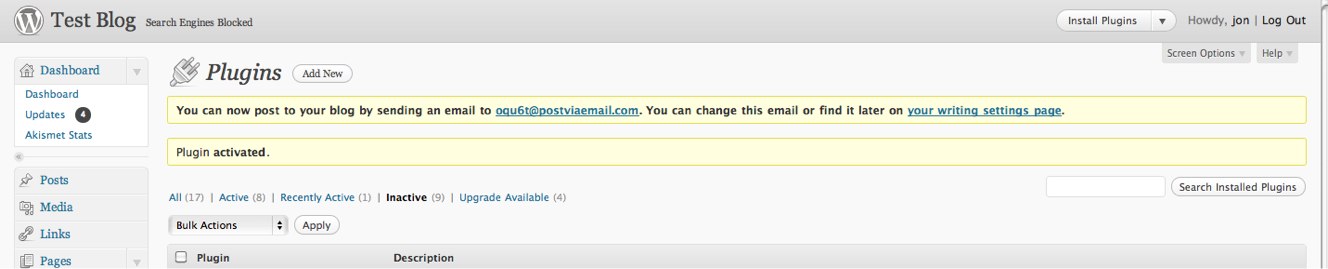 Test Blog Search Engines Blocked
Install Plugins Howdy, jon | Log Out
Screen Options Help
Plugins Add New
Dashboard
Dashboard
Updates 4
Akismet Stats
You can now post to your blog by sending an email to oqu6t@postviaemail.com. You can change this email or find it later on your writing settings page.
Plugin activated.
Posts
Media
Links
Pages
All (17) | Active (8) | Recently Active (1) | Inactive (9) | Upgrade Available (4)
Search Installed Plugins
Bulk Actions Apply
Plugin Description